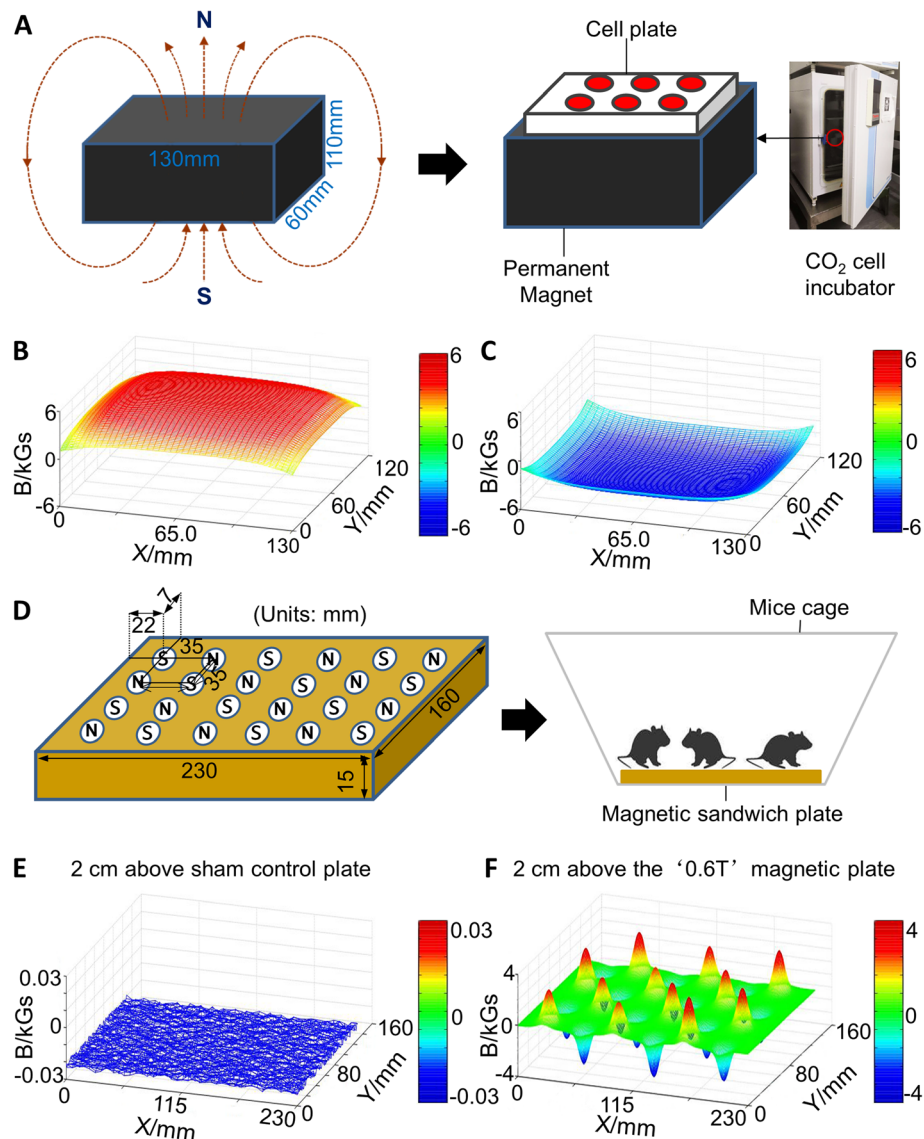 A
N
130mm
110mm
60mm
S
Cell plate
Permanent
Magnet
CO₂ cell
incubator
B
B/kGs
6
0
-6
0
65.0
130
X/mm
0
60
120
Y/mm
6
0
-6
C
B/kGs
6
0
-6
0
65.0
130
X/mm
0
60
120
Y/mm
6
0
-6
D
(Units: mm)
22
7
35
35
S N S N S N
N S N S N S
S N S N S N
N S N S N S
230
160
15
Mice cage
Magnetic sandwich plate
E
2 cm above sham control plate
B/kGs
0.03
0
-0.03
0
115
230
X/mm
0
80
160
Y/mm
0.03
0
-0.03
F
2 cm above the ‘0.6T’ magnetic plate
B/kGs
4
0
-4
0
115
230
X/mm
0
80
160
Y/mm
4
0
-4